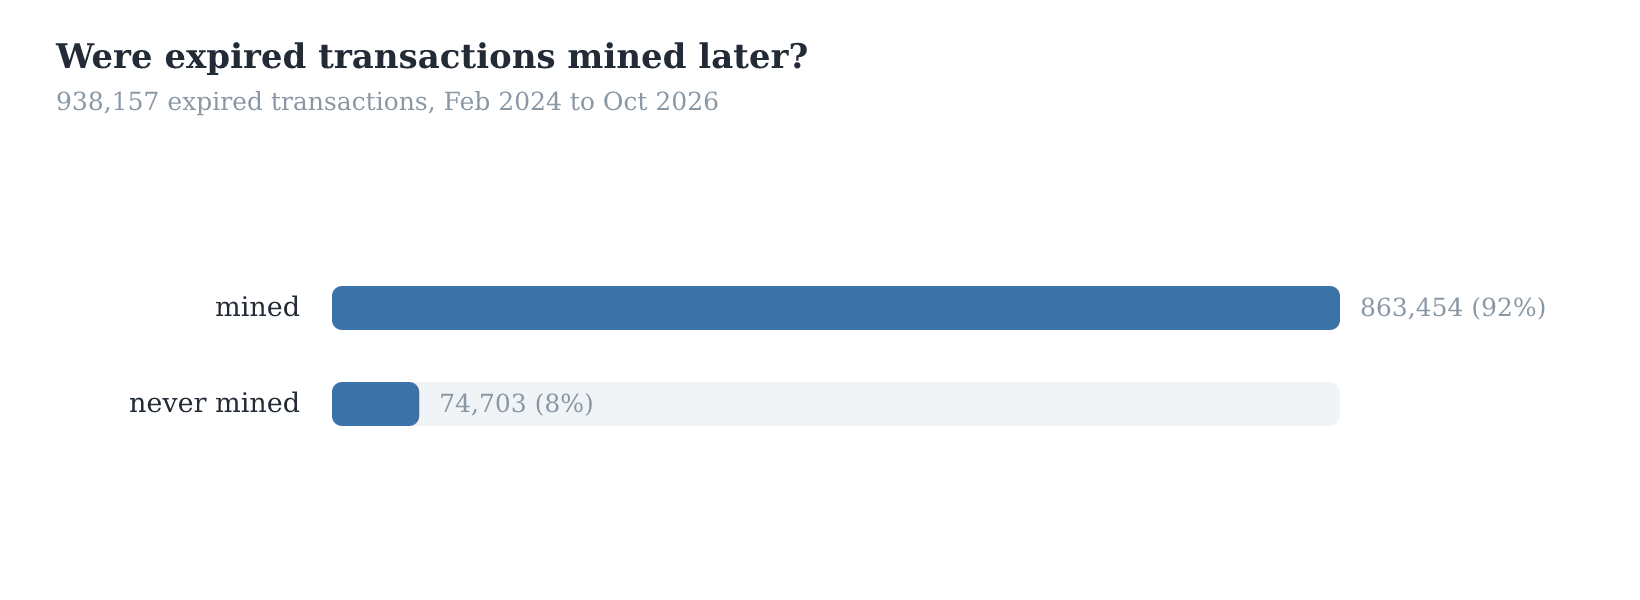 Were expired transactions mined later?
938,157 expired transactions, Feb 2024 to Oct 2026
mined 863,454 (92%)
never mined 74,703 (8%)